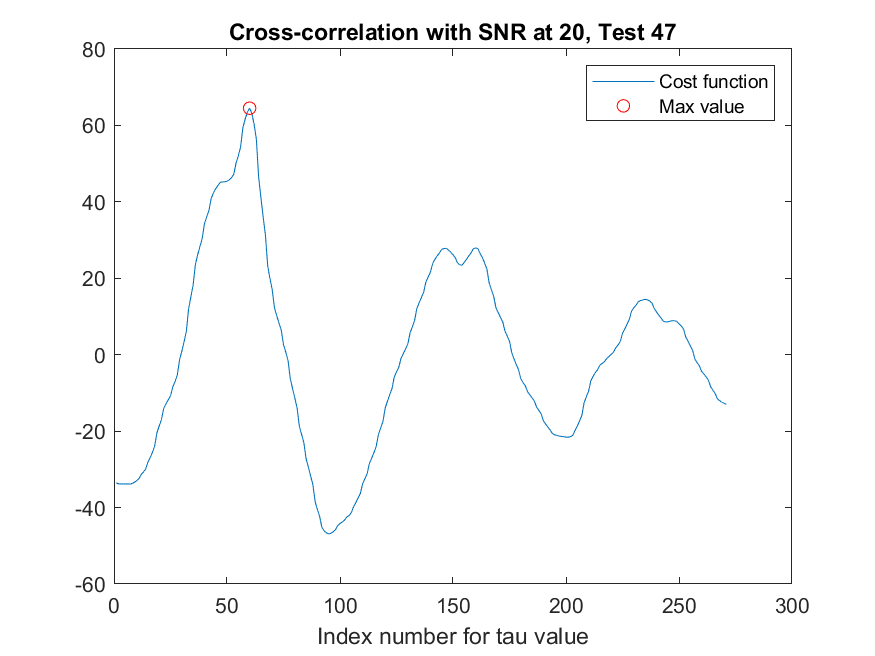 Cross-correlation with SNR at 20, Test 47
80
60
40
20
0
-20
-40
-60
Cost function
Max value
0 50 100 150 200 250 300
Index number for tau value